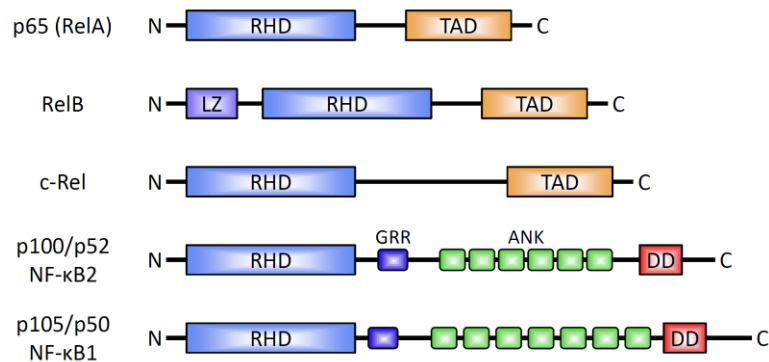 p65 (RelA) N RHD TAD C
RelB N LZ RHD TAD C
c-Rel N RHD TAD C
GRR ANK
p100/p52
NF-κB2
N RHD DD C
p105/p50
NF-κB1
N RHD DD C